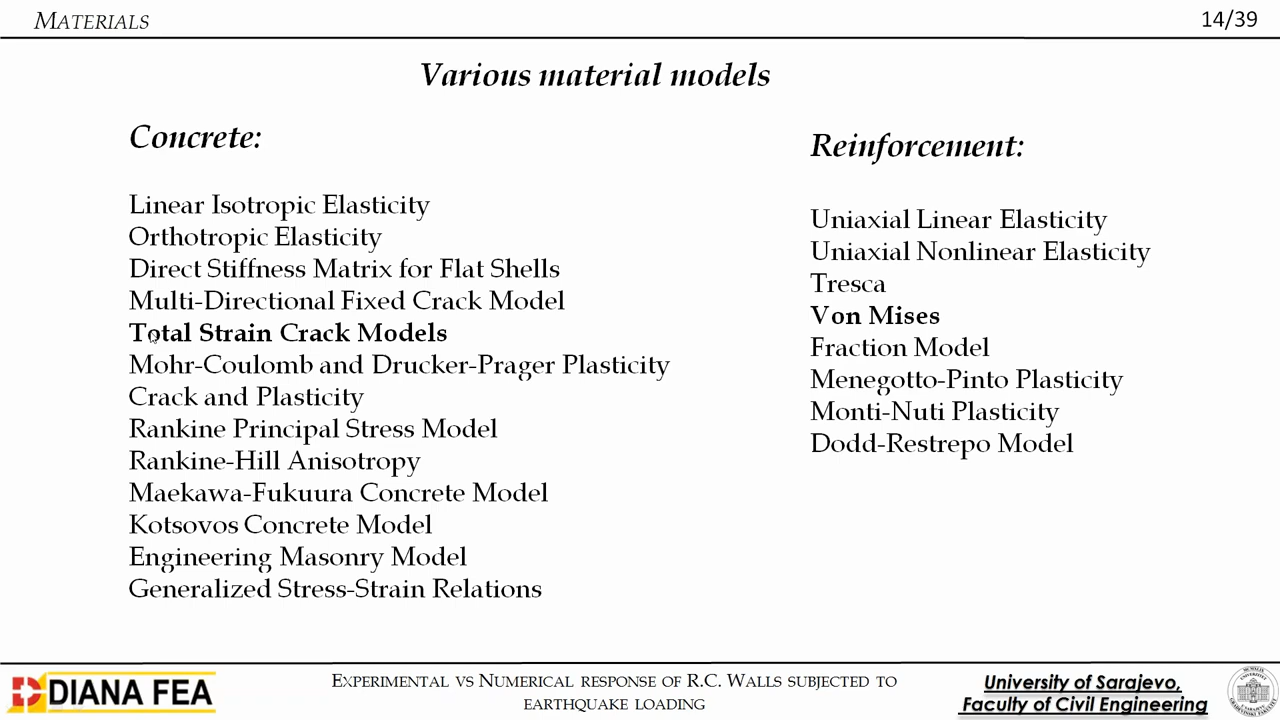 MATERIALS
14/39
Various material models
Concrete:
Linear Isotropic Elasticity
Orthotropic Elasticity
Direct Stiffness Matrix for Flat Shells
Multi-Directional Fixed Crack Model
Total Strain Crack Models
Mohr-Coulomb and Drucker-Prager Plasticity
Crack and Plasticity
Rankine Principal Stress Model
Rankine-Hill Anisotropy
Maekawa-Fukuura Concrete Model
Kotsovos Concrete Model
Engineering Masonry Model
Generalized Stress-Strain Relations
Reinforcement:
Uniaxial Linear Elasticity
Uniaxial Nonlinear Elasticity
Tresca
Von Mises
Fraction Model
Menegotto-Pinto Plasticity
Monti-Nuti Plasticity
Dodd-Restrepo Model
DIANA FEA
EXPERIMENTAL VS NUMERICAL RESPONSE OF R.C. WALLS SUBJECTED TO
EARTHQUAKE LOADING
University of Sarajevo,
Faculty of Civil Engineering